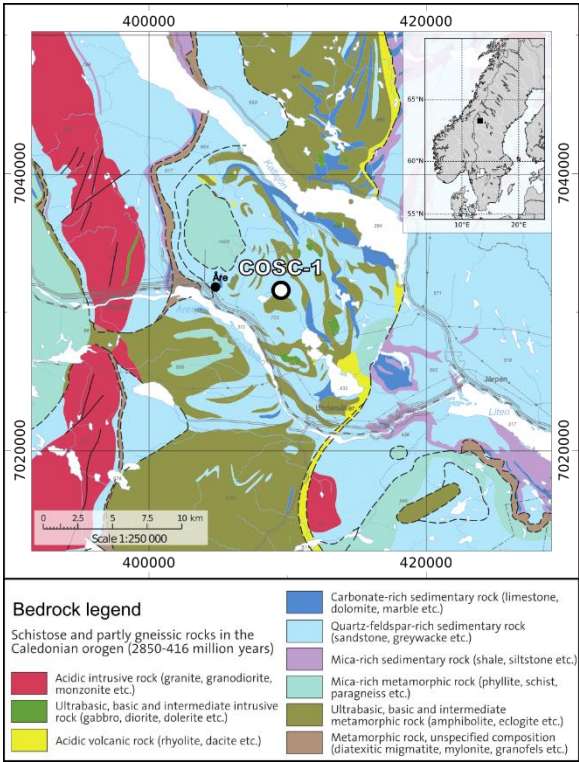 400000 420000
65°N
60°N
55°N
10°E 20°E
7040000
Kallsjön
COSC-1
Åre
Järpen
Liten
Undersåker
7020000
0 2.5 5 7.5 10 km
Scale 1:250 000
400000 420000
Bedrock legend
Schistose and partly gneissic rocks in the
Caledonian orogen (2850-416 million years)
Acidic intrusive rock (granite, granodiorite,
monzonite etc.)
Ultrabasic, basic and intermediate intrusive
rock (gabbro, diorite, dolerite etc.)
Acidic volcanic rock (rhyolite, dacite etc.)
Carbonate-rich sedimentary rock (limestone,
dolomite, marble etc.)
Quartz-feldspar-rich sedimentary rock
(sandstone, greywacke etc.)
Mica-rich sedimentary rock (shale, siltstone etc.)
Mica-rich metamorphic rock (phyllite, schist,
paragneiss etc.)
Ultrabasic, basic and intermediate
metamorphic rock (amphibolite, eclogite etc.)
Metamorphic rock, unspecified composition
(diatexitic migmatite, mylonite, granofels etc.)